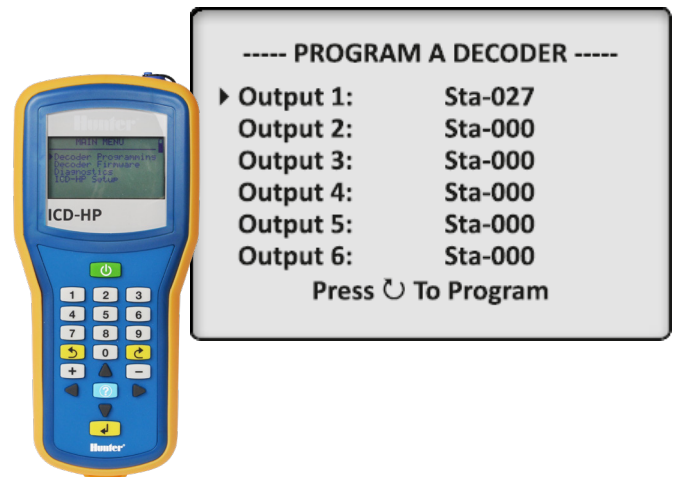 ----- PROGRAM A DECODER -----
Output 1: Sta-027
Output 2: Sta-000
Output 3: Sta-000
Output 4: Sta-000
Output 5: Sta-000
Output 6: Sta-000
Press ↻ To Program
Hunter
MAIN MENU
Decoder Programming
Decoder Firmware
Diagnostics
ICD-HP Setup
ICD-HP
1 2 3
4 5 6
7 8 9
0
+ -
?
Hunter